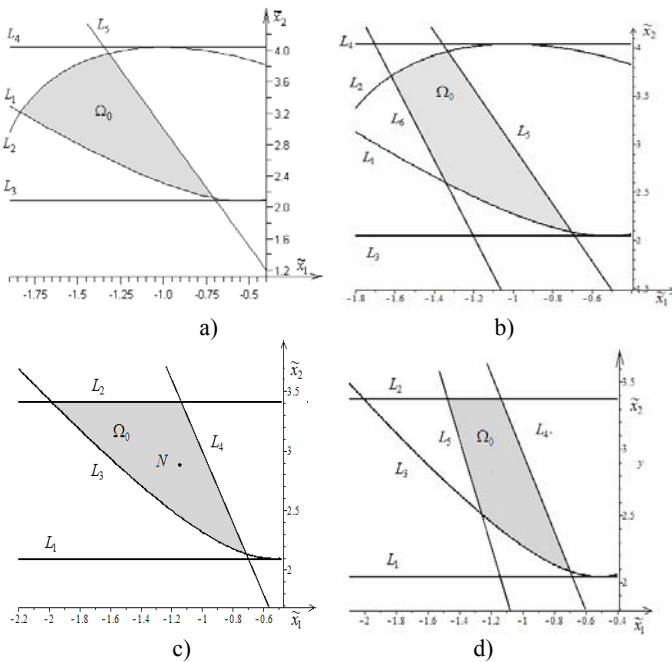 a)
L₄ L₅ x̃₂
4.0
3.6
L₁ Ω₀ 3.2
L₂ 2.8
2.4
L₃ 2.0
1.6
1.2
-1.75 -1.5 -1.25 -1 -0.75 -0.5 x̃₁
a)
L₄ x̃₂
4
L₂ Ω₀ 3.5
L₆ L₅
L₁ 3
2.5
2
L₃
1.5
-1.8 -1.6 -1.4 -1.2 -1 -0.8 -0.6 x̃₁
b)
x̃₂
L₂ 3.5
Ω₀ L₄
N 3
L₃
2.5
L₁
2
-2.2 -2 -1.8 -1.6 -1.4 -1.2 -1 -0.8 -0.6 x̃₁
c)
L₂ 3.5
x̃₂
L₅ Ω₀ L₄.
L₃ 3 y
2.5
L₁
2
-2 -1.8 -1.6 -1.4 -1.2 -1 -0.8 -0.6 -0.4
x̃₁
d)